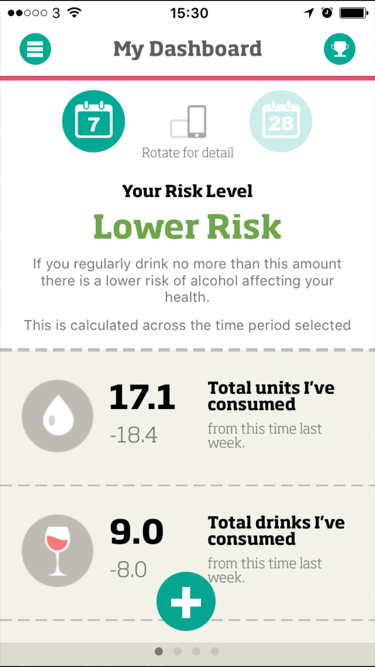 3 15:30
My Dashboard
7 28
Rotate for detail
Your Risk Level
Lower Risk
If you regularly drink no more than this amount
there is a lower risk of alcohol affecting your
health.
This is calculated across the time period selected
17.1 Total units I've
consumed
-18.4 from this time last
week.
9.0 Total drinks I've
consumed
-8.0 from this time last
week.